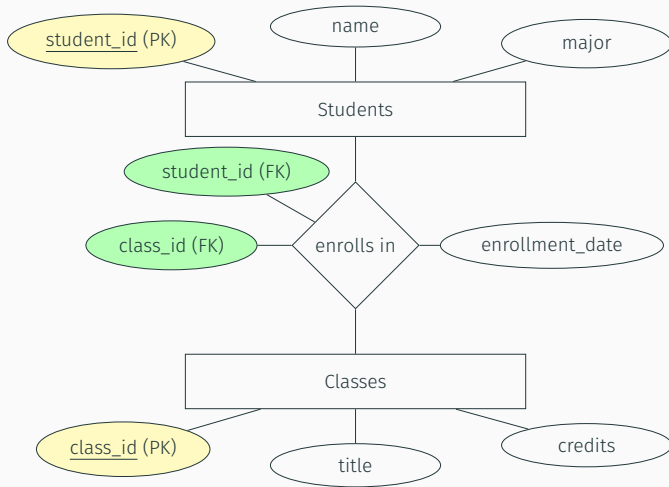 student_id (PK)
name
major
Students
student_id (FK)
class_id (FK)
enrolls in
enrollment_date
Classes
class_id (PK)
title
credits